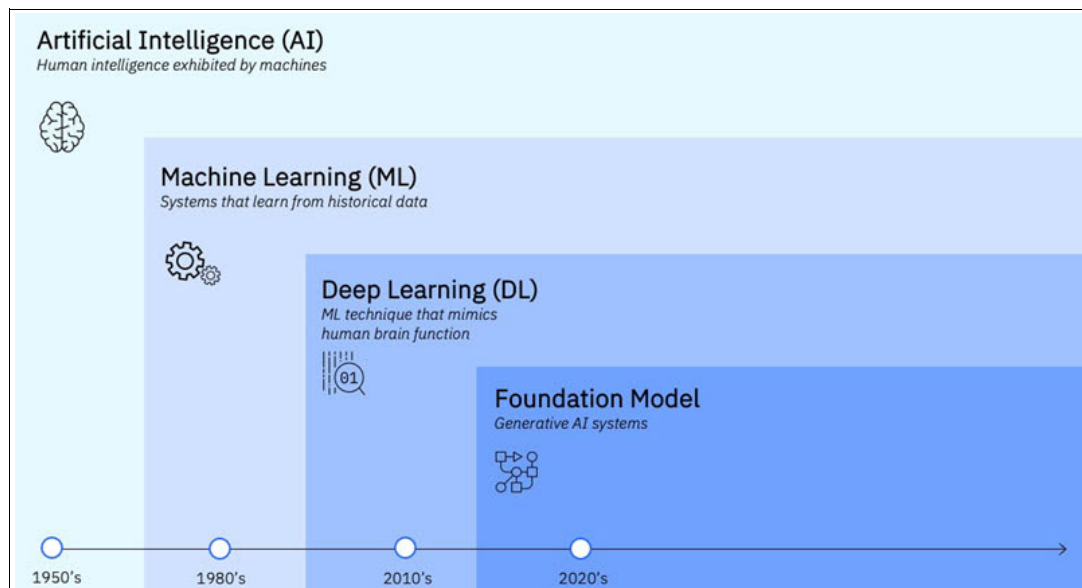 Artificial Intelligence (AI)
Human intelligence exhibited by machines
Machine Learning (ML)
Systems that learn from historical data
Deep Learning (DL)
ML technique that mimics
human brain function
01
Foundation Model
Generative AI systems
1950's
1980's
2010's
2020's